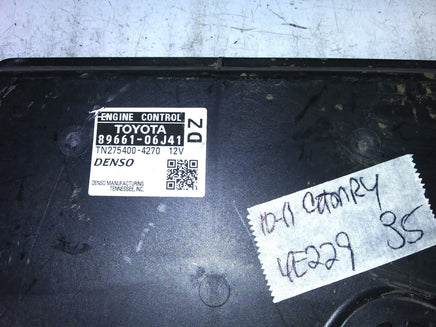 ENGINE CONTROL
TOYOTA
89661-06J41
TN275400-4270 12V
DENSO
DENSO MANUFACTURING
TENNESSEE, INC.
DZ
10-11 CAMRY
4E229 35